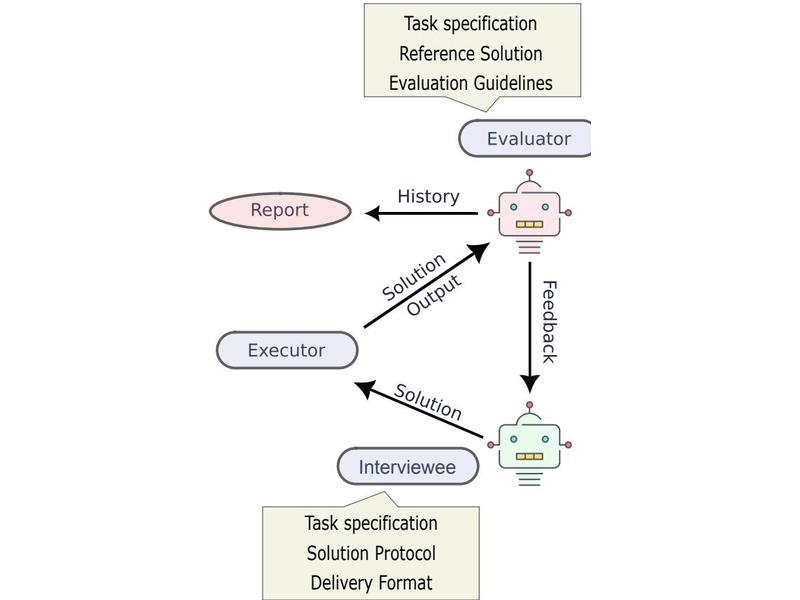 Task specification
Reference Solution
Evaluation Guidelines
Evaluator
History
Report
Solution
Output
Feedback
Executor
Solution
Interviewee
Task specification
Solution Protocol
Delivery Format